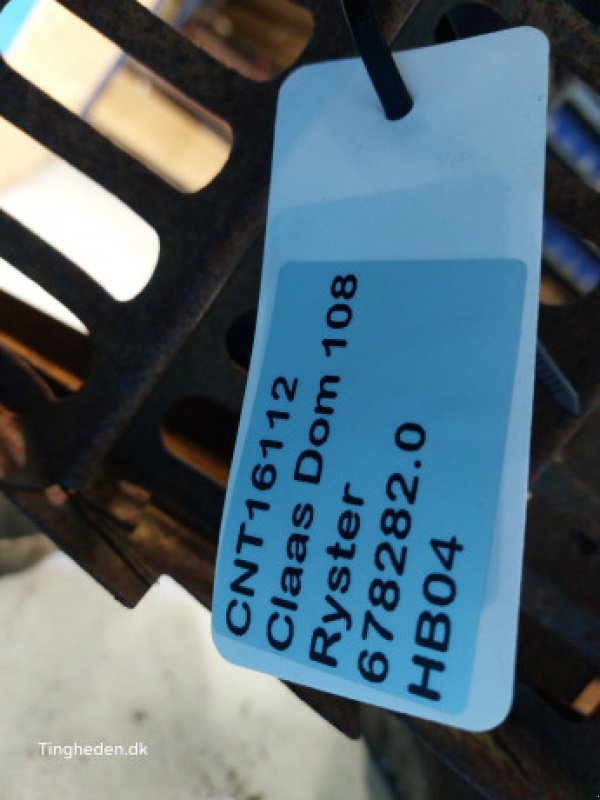 CNT16112
Claas Dom 108
Ryster
678282.0
HB04
Tingheden.dk